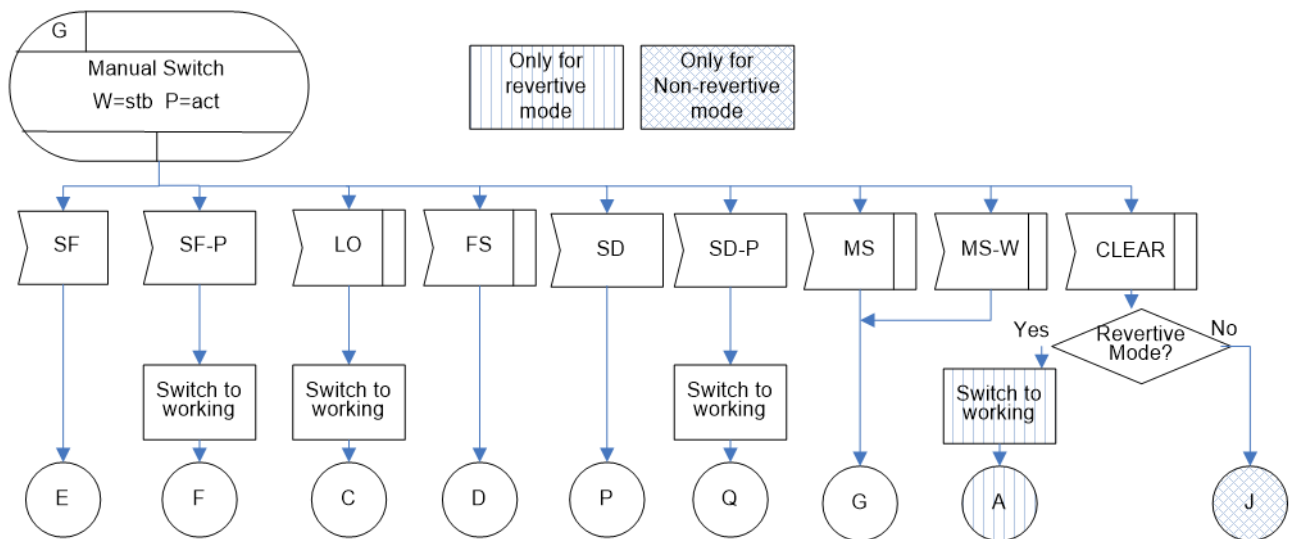 G
Manual Switch
W=stb P=act
Only for
revertive
mode
Only for
Non-revertive
mode
SF
SF-P
LO
FS
SD
SD-P
MS
MS-W
CLEAR
Yes
Revertive
Mode?
No
Switch to
working
Switch to
working
Switch to
working
Switch to
working
E
F
C
D
P
Q
G
A
J